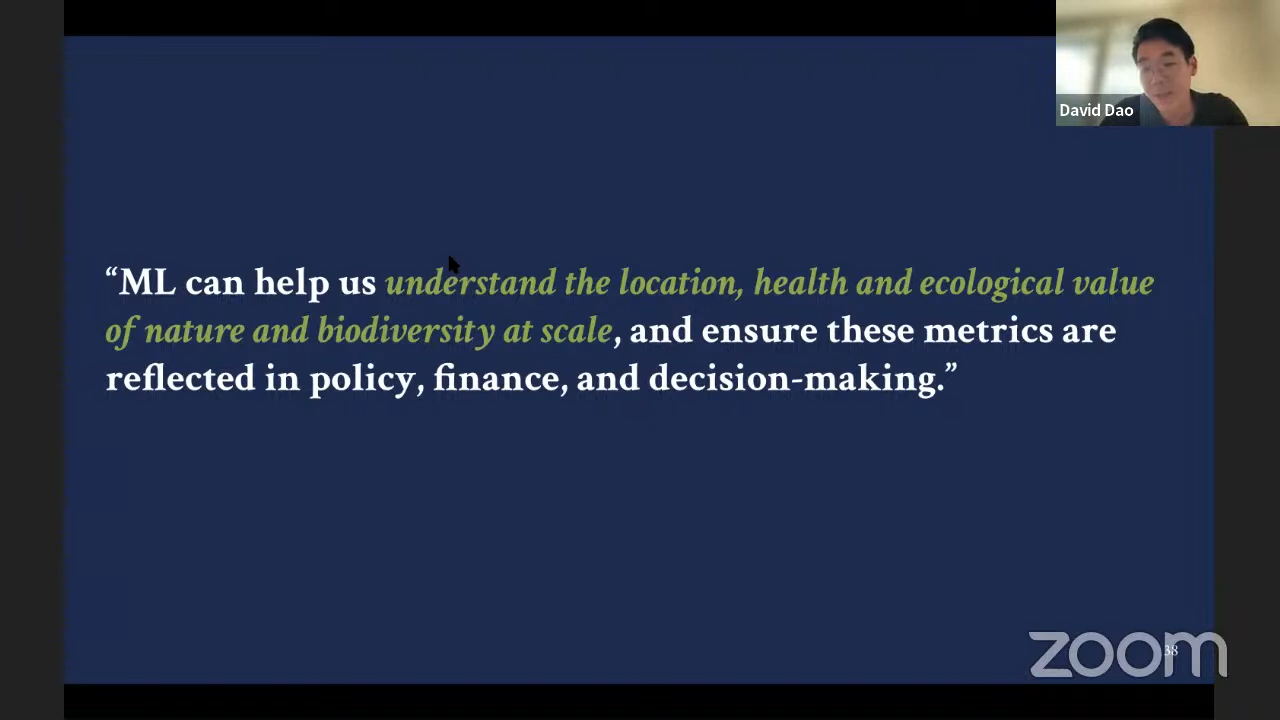 David Dao
“ML can help us understand the location, health and ecological value
of nature and biodiversity at scale, and ensure these metrics are
reflected in policy, finance, and decision-making.”
38
zoom